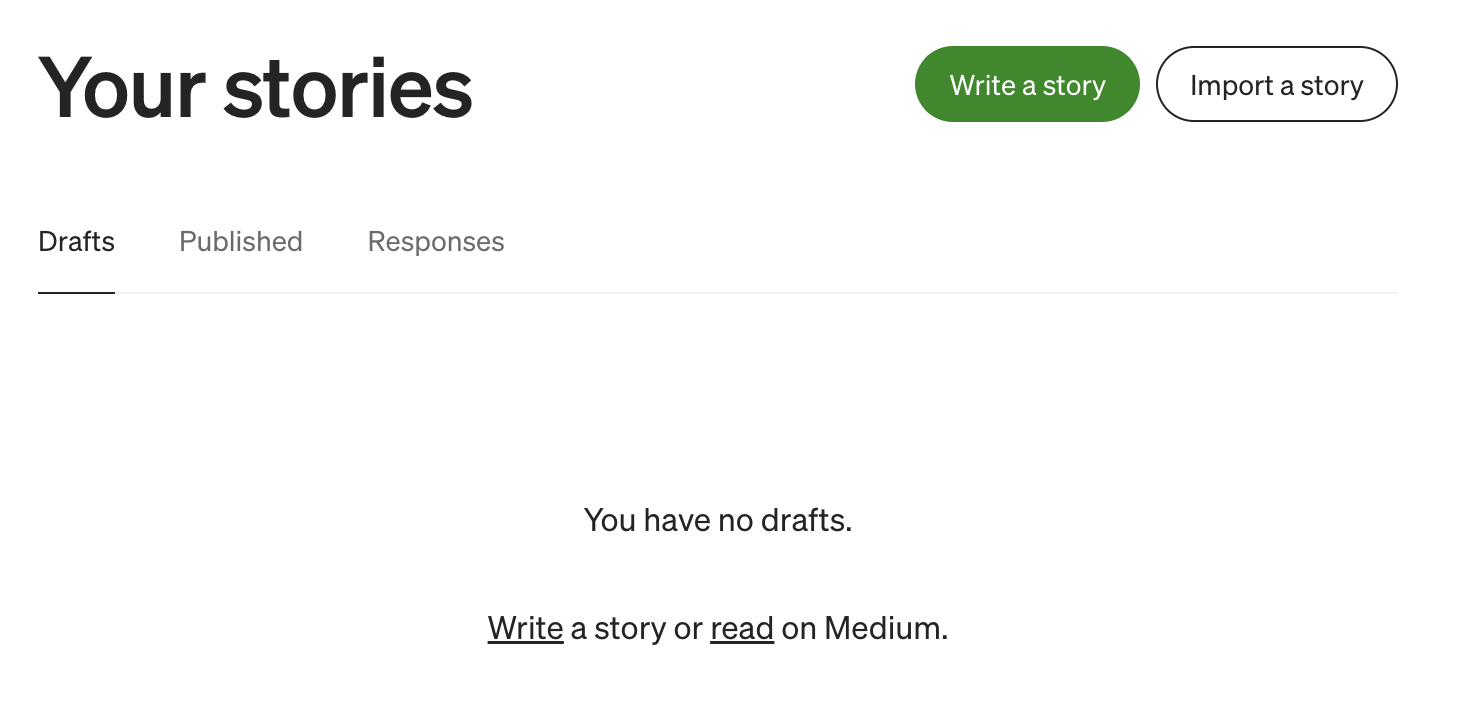 Your stories
Write a story
Import a story
Drafts
Published
Responses
You have no drafts.
Write a story or read on Medium.